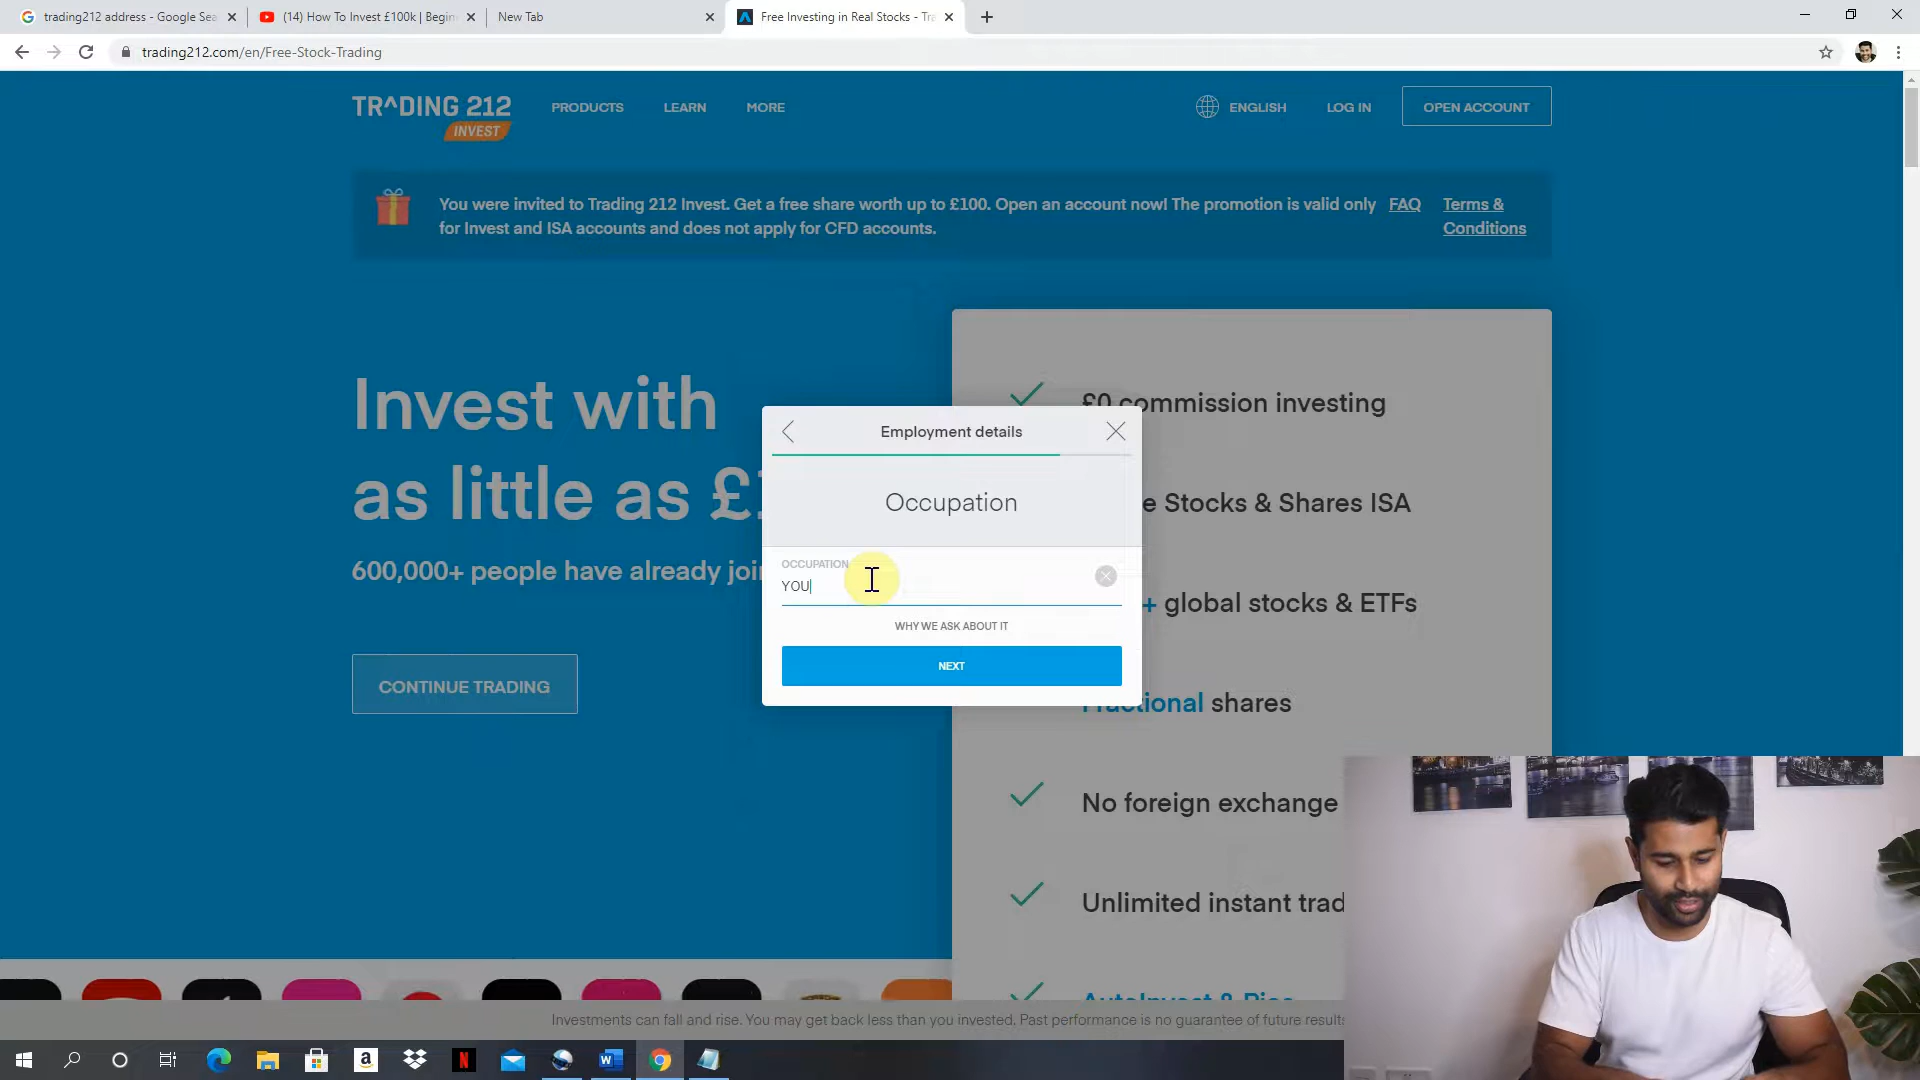 trading212 address - Google Sea
(14) How To Invest £100k | Begin
New Tab
Free Investing in Real Stocks - Tra
trading212.com/en/Free-Stock-Trading
TR^DING 212
INVEST
PRODUCTS
LEARN
MORE
ENGLISH
LOG IN
OPEN ACCOUNT
You were invited to Trading 212 Invest. Get a free share worth up to £100. Open an account now! The promotion is valid only
for Invest and ISA accounts and does not apply for CFD accounts.
FAQ
Terms &
Conditions
Invest with
as little as £
600,000+ people have already joi
CONTINUE TRADING
Employment details
Occupation
OCCUPATION
YOU
WHY WE ASK ABOUT IT
NEXT
£0 commission investing
e Stocks & Shares ISA
+ global stocks & ETFs
Fractional shares
No foreign exchange
Unlimited instant trad
AutoInvest & Pies
Investments can fall and rise. You may get back less than you invested. Past performance is no guarantee of future results